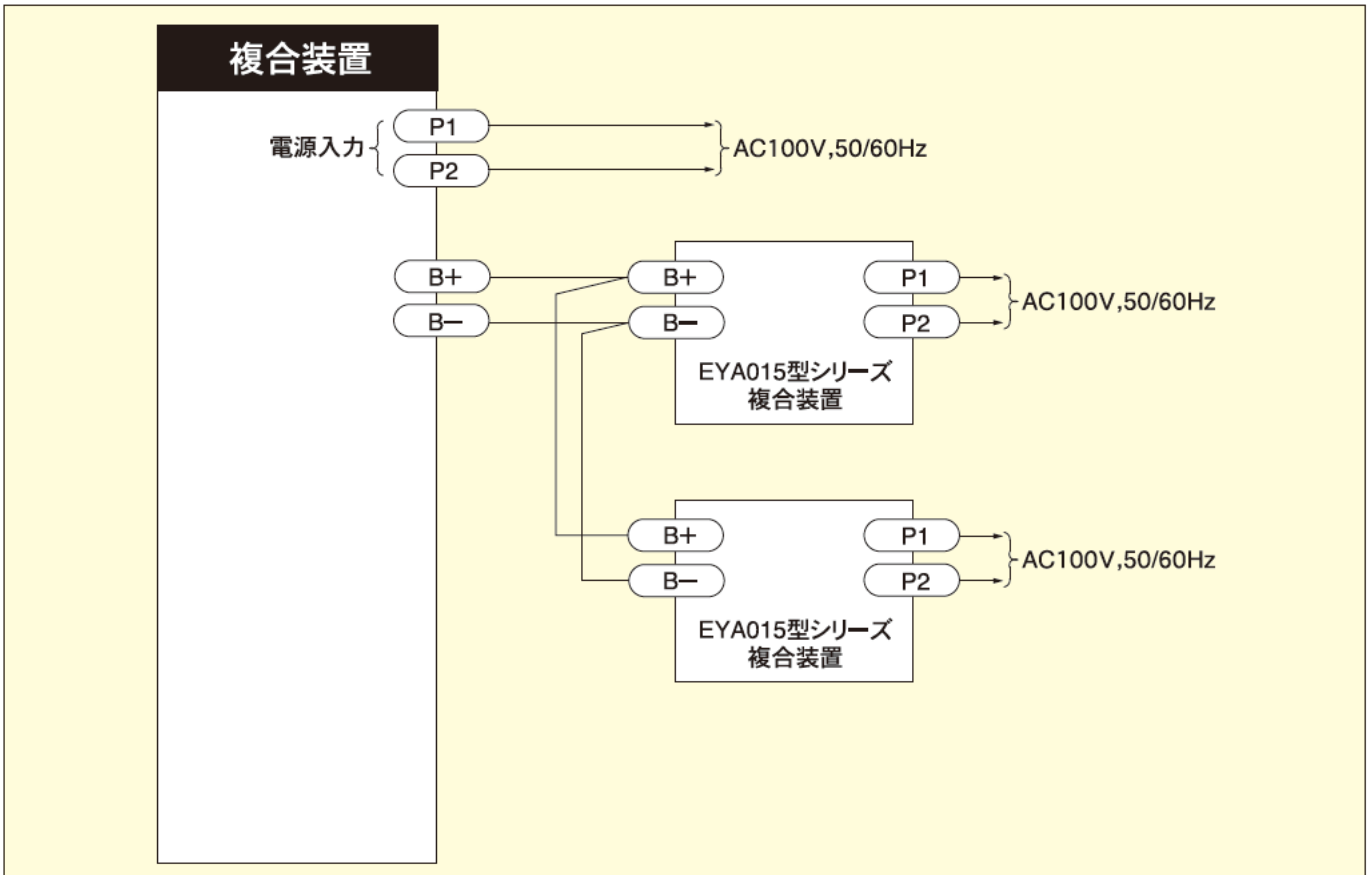 複合装置
電源入力
P1
P2
AC100V,50/60Hz
B+
B−
B+
B−
P1
P2
AC100V,50/60Hz
EYA015型シリーズ
複合装置
B+
B−
P1
P2
AC100V,50/60Hz
EYA015型シリーズ
複合装置